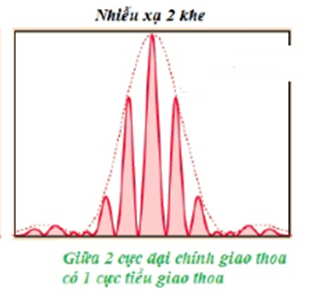 Nhiễu xạ 2 khe
Giữa 2 cực đại chính giao thoa
có 1 cực tiểu giao thoa